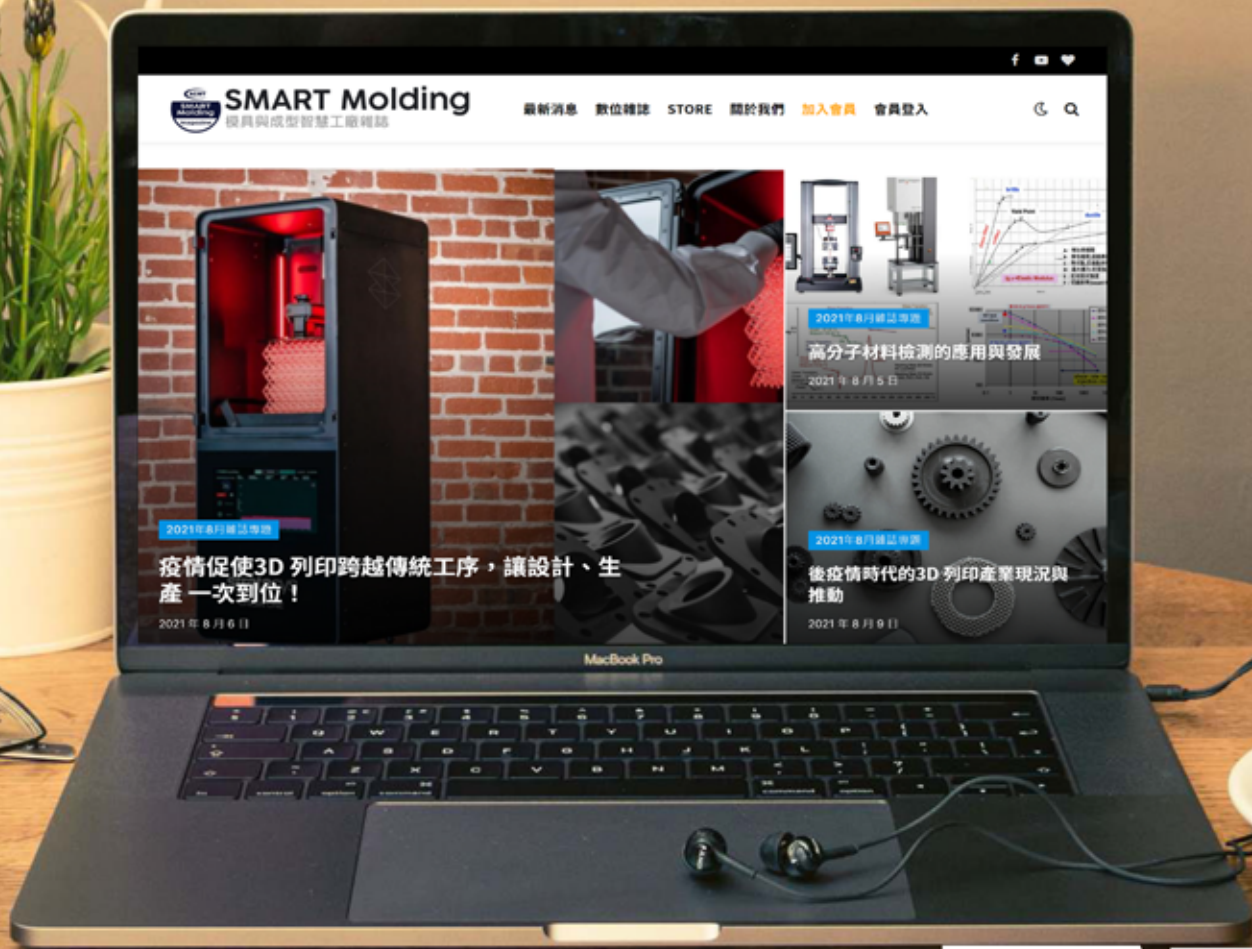 SMART Molding
模具與成型智慧工廠雜誌
最新消息 數位雜誌 STORE 關於我們 加入會員 會員登入
2021年8月雜誌專題
高分子材料檢測的應用與發展
2021 年 8 月 5 日
2021年8月雜誌專題
疫情促使3D 列印跨越傳統工序，讓設計、生
產 一次到位！
2021 年 8 月 6 日
2021年8月雜誌專題
後疫情時代的3D 列印產業現況與
推動
2021 年 8 月 9 日
MacBook Pro
Q W E R T Y U I O P
A S D F G H J K L
Z X C V B N M